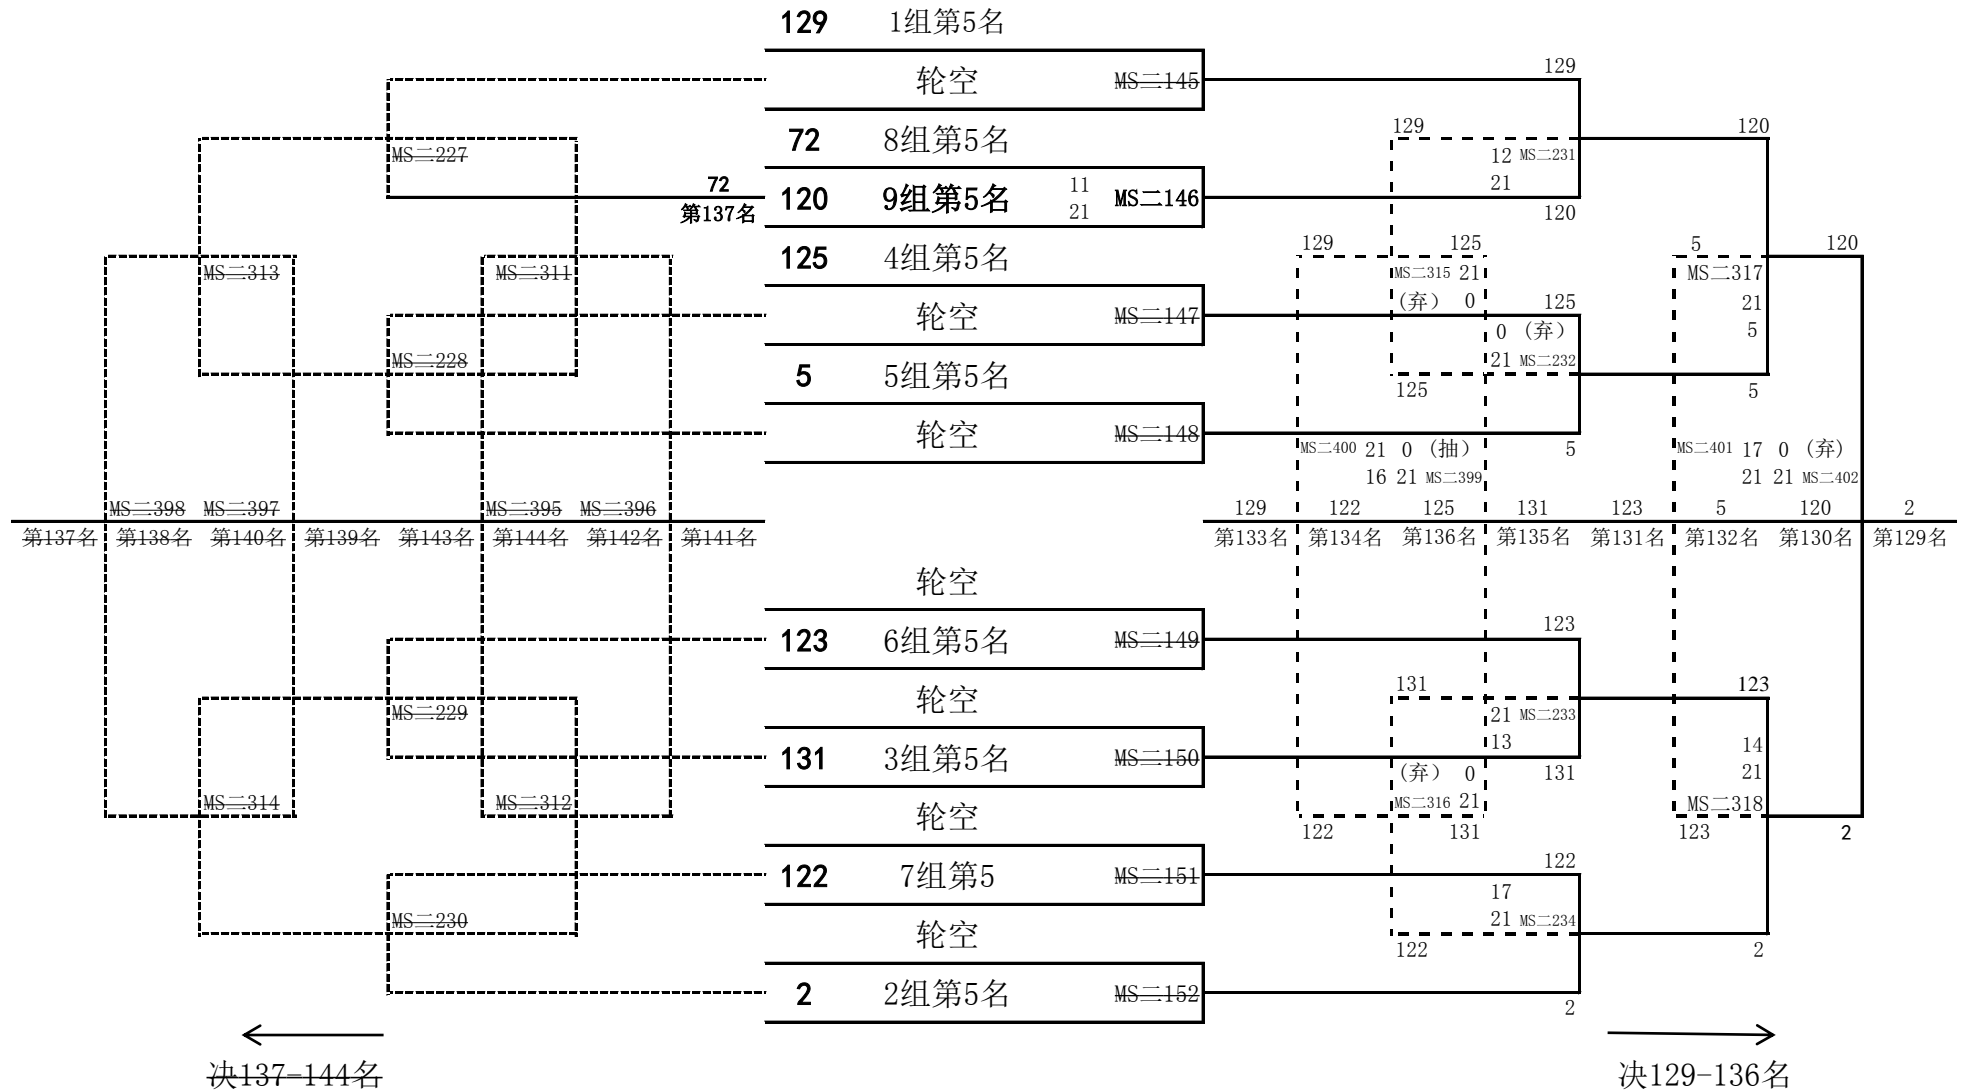 129 1组第5名
轮空 MS二145 129
72 8组第5名 129 120
MS二227 12 MS二231
72 120 9组第5名 11 MS二146 21
第137名 21 120
125 4组第5名 129 125 5 120
MS二313 MS二311 MS二315 21 MS二317
轮空 MS二147 (弃) 0 125 21
0 (弃) 5
MS二228 21 MS二232
5 5组第5名 125 5
轮空 MS二148 5
MS二400 21 0 (抽) MS二401 17 0 (弃)
16 21 MS二399 21 21 MS二402
MS二398 MS二397 MS二395 MS二396 129 122 125 131 123 5 120 2
第137名 第138名 第140名 第139名 第143名 第144名 第142名 第141名 第133名 第134名 第136名 第135名 第131名 第132名 第130名 第129名
轮空
123 6组第5名 MS二149 123
轮空 131 123
MS二229 21 MS二233
13
131 3组第5名 MS二150 14
(弃) 0 131 21
MS二314 MS二312 MS二316 21 MS二318
轮空 122 131 123 2
122 7组第5 MS二151 122
17
MS二230 21 MS二234
轮空 122 2
2 2组第5名 MS二152 2
决137-144名 决129-136名